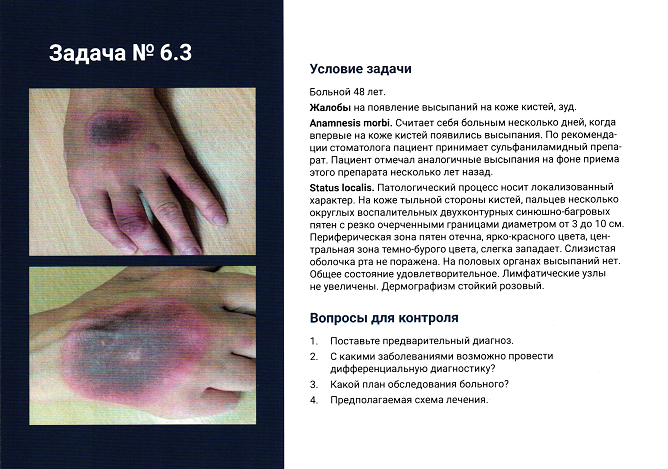 Задача № 6.3
Условие задачи
Больной 48 лет.
Жалобы на появление высыпаний на коже кистей, зуд.
Anamnesis morbi. Считает себя больным несколько дней, когда
впервые на коже кистей появились высыпания. По рекоменда-
ции стоматолога пациент принимает сульфаниламидный препа-
рат. Пациент отмечал аналогичные высыпания на фоне приема
этого препарата несколько лет назад.
Status localis. Патологический процесс носит локализованный
характер. На коже тыльной стороны кистей, пальцев несколько
округлых воспалительных двухконтурных синюшно-багровых
пятен с резко очерченными границами диаметром от 3 до 10 см.
Периферическая зона пятен отечна, ярко-красного цвета, цен-
тральная зона темно-бурого цвета, слегка западает. Слизистая
оболочка рта не поражена. На половых органах высыпаний нет.
Общее состояние удовлетворительное. Лимфатические узлы
не увеличены. Дермографизм стойкий розовый.
Вопросы для контроля
1. Поставьте предварительный диагноз.
2. С какими заболеваниями возможно провести
дифференциальную диагностику?
3. Какой план обследования больного?
4. Предполагаемая схема лечения.